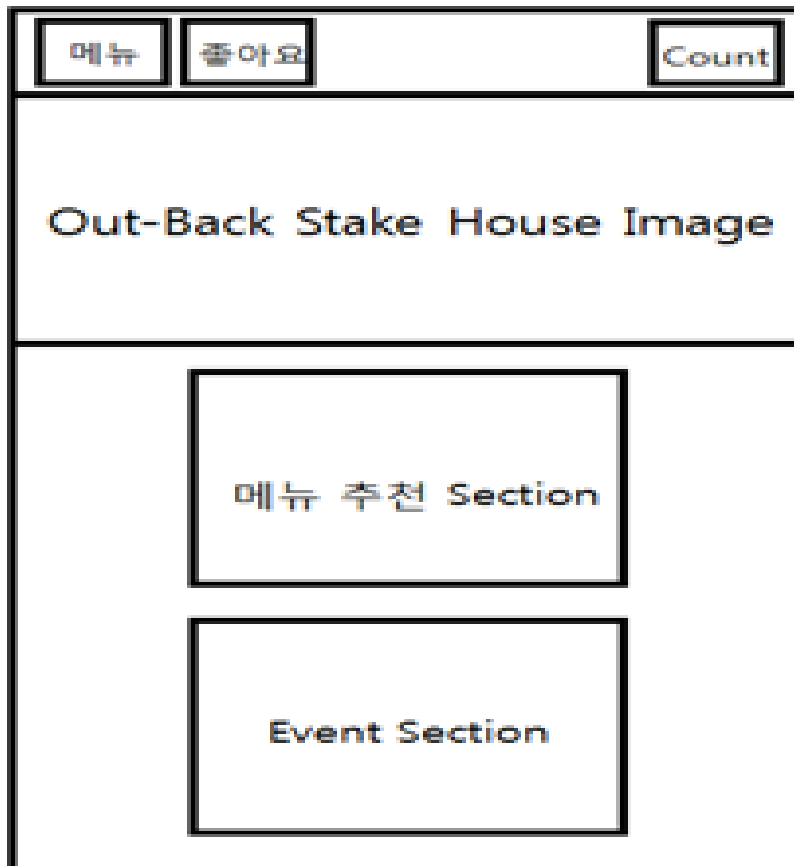 메뉴 좋아요 Count
Out-Back Stake House Image
메뉴 추천 Section
Event Section